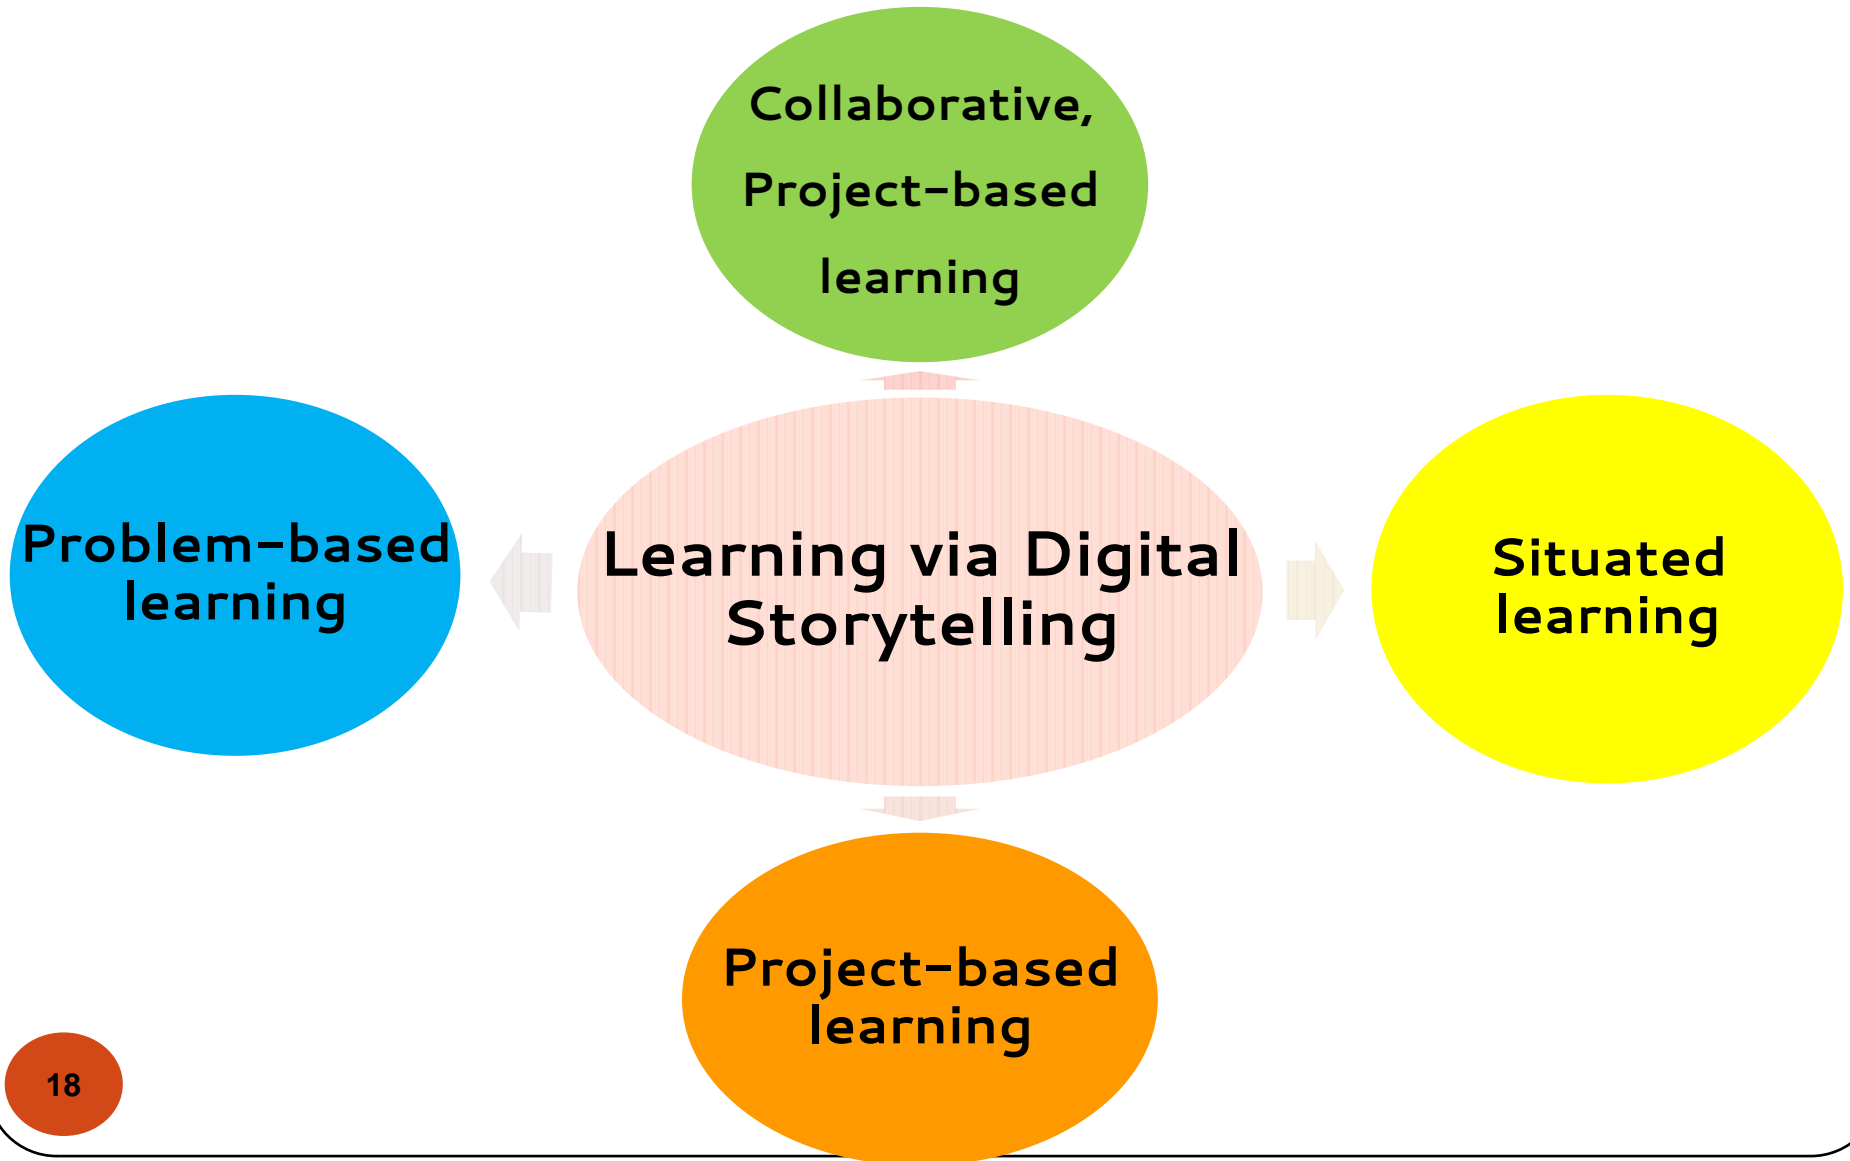 Collaborative,
Project-based
learning
Problem-based
learning
Learning via Digital
Storytelling
Situated
learning
Project-based
learning
18